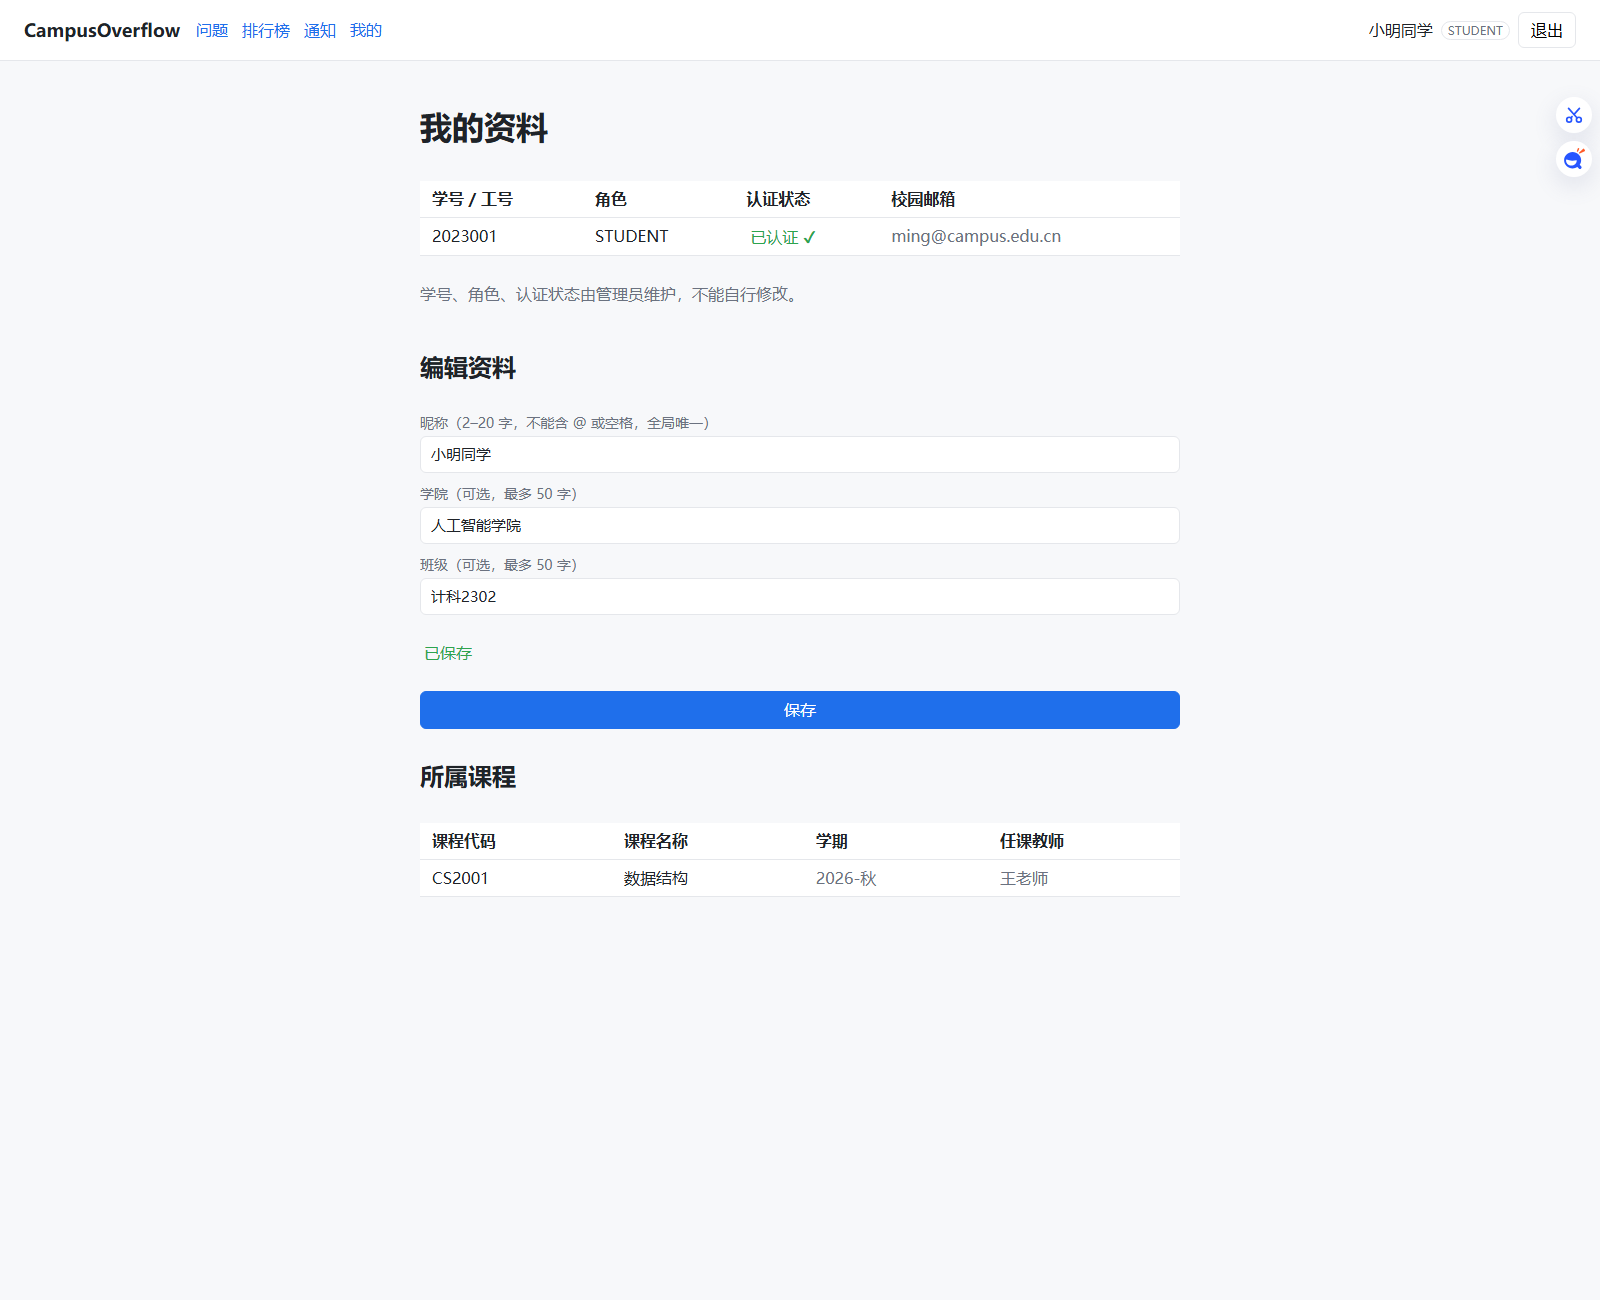 CampusOverflow 问题 排行榜 通知 我的 小明同学 STUDENT 退出
我的资料
学号 / 工号 角色 认证状态 校园邮箱
2023001 STUDENT 已认证 ✓ ming@campus.edu.cn
学号、角色、认证状态由管理员维护，不能自行修改。
编辑资料
昵称（2–20 字，不能含 @ 或空格，全局唯一）
小明同学
学院（可选，最多 50 字）
人工智能学院
班级（可选，最多 50 字）
计科2302
已保存
保存
所属课程
课程代码 课程名称 学期 任课教师
CS2001 数据结构 2026-秋 王老师